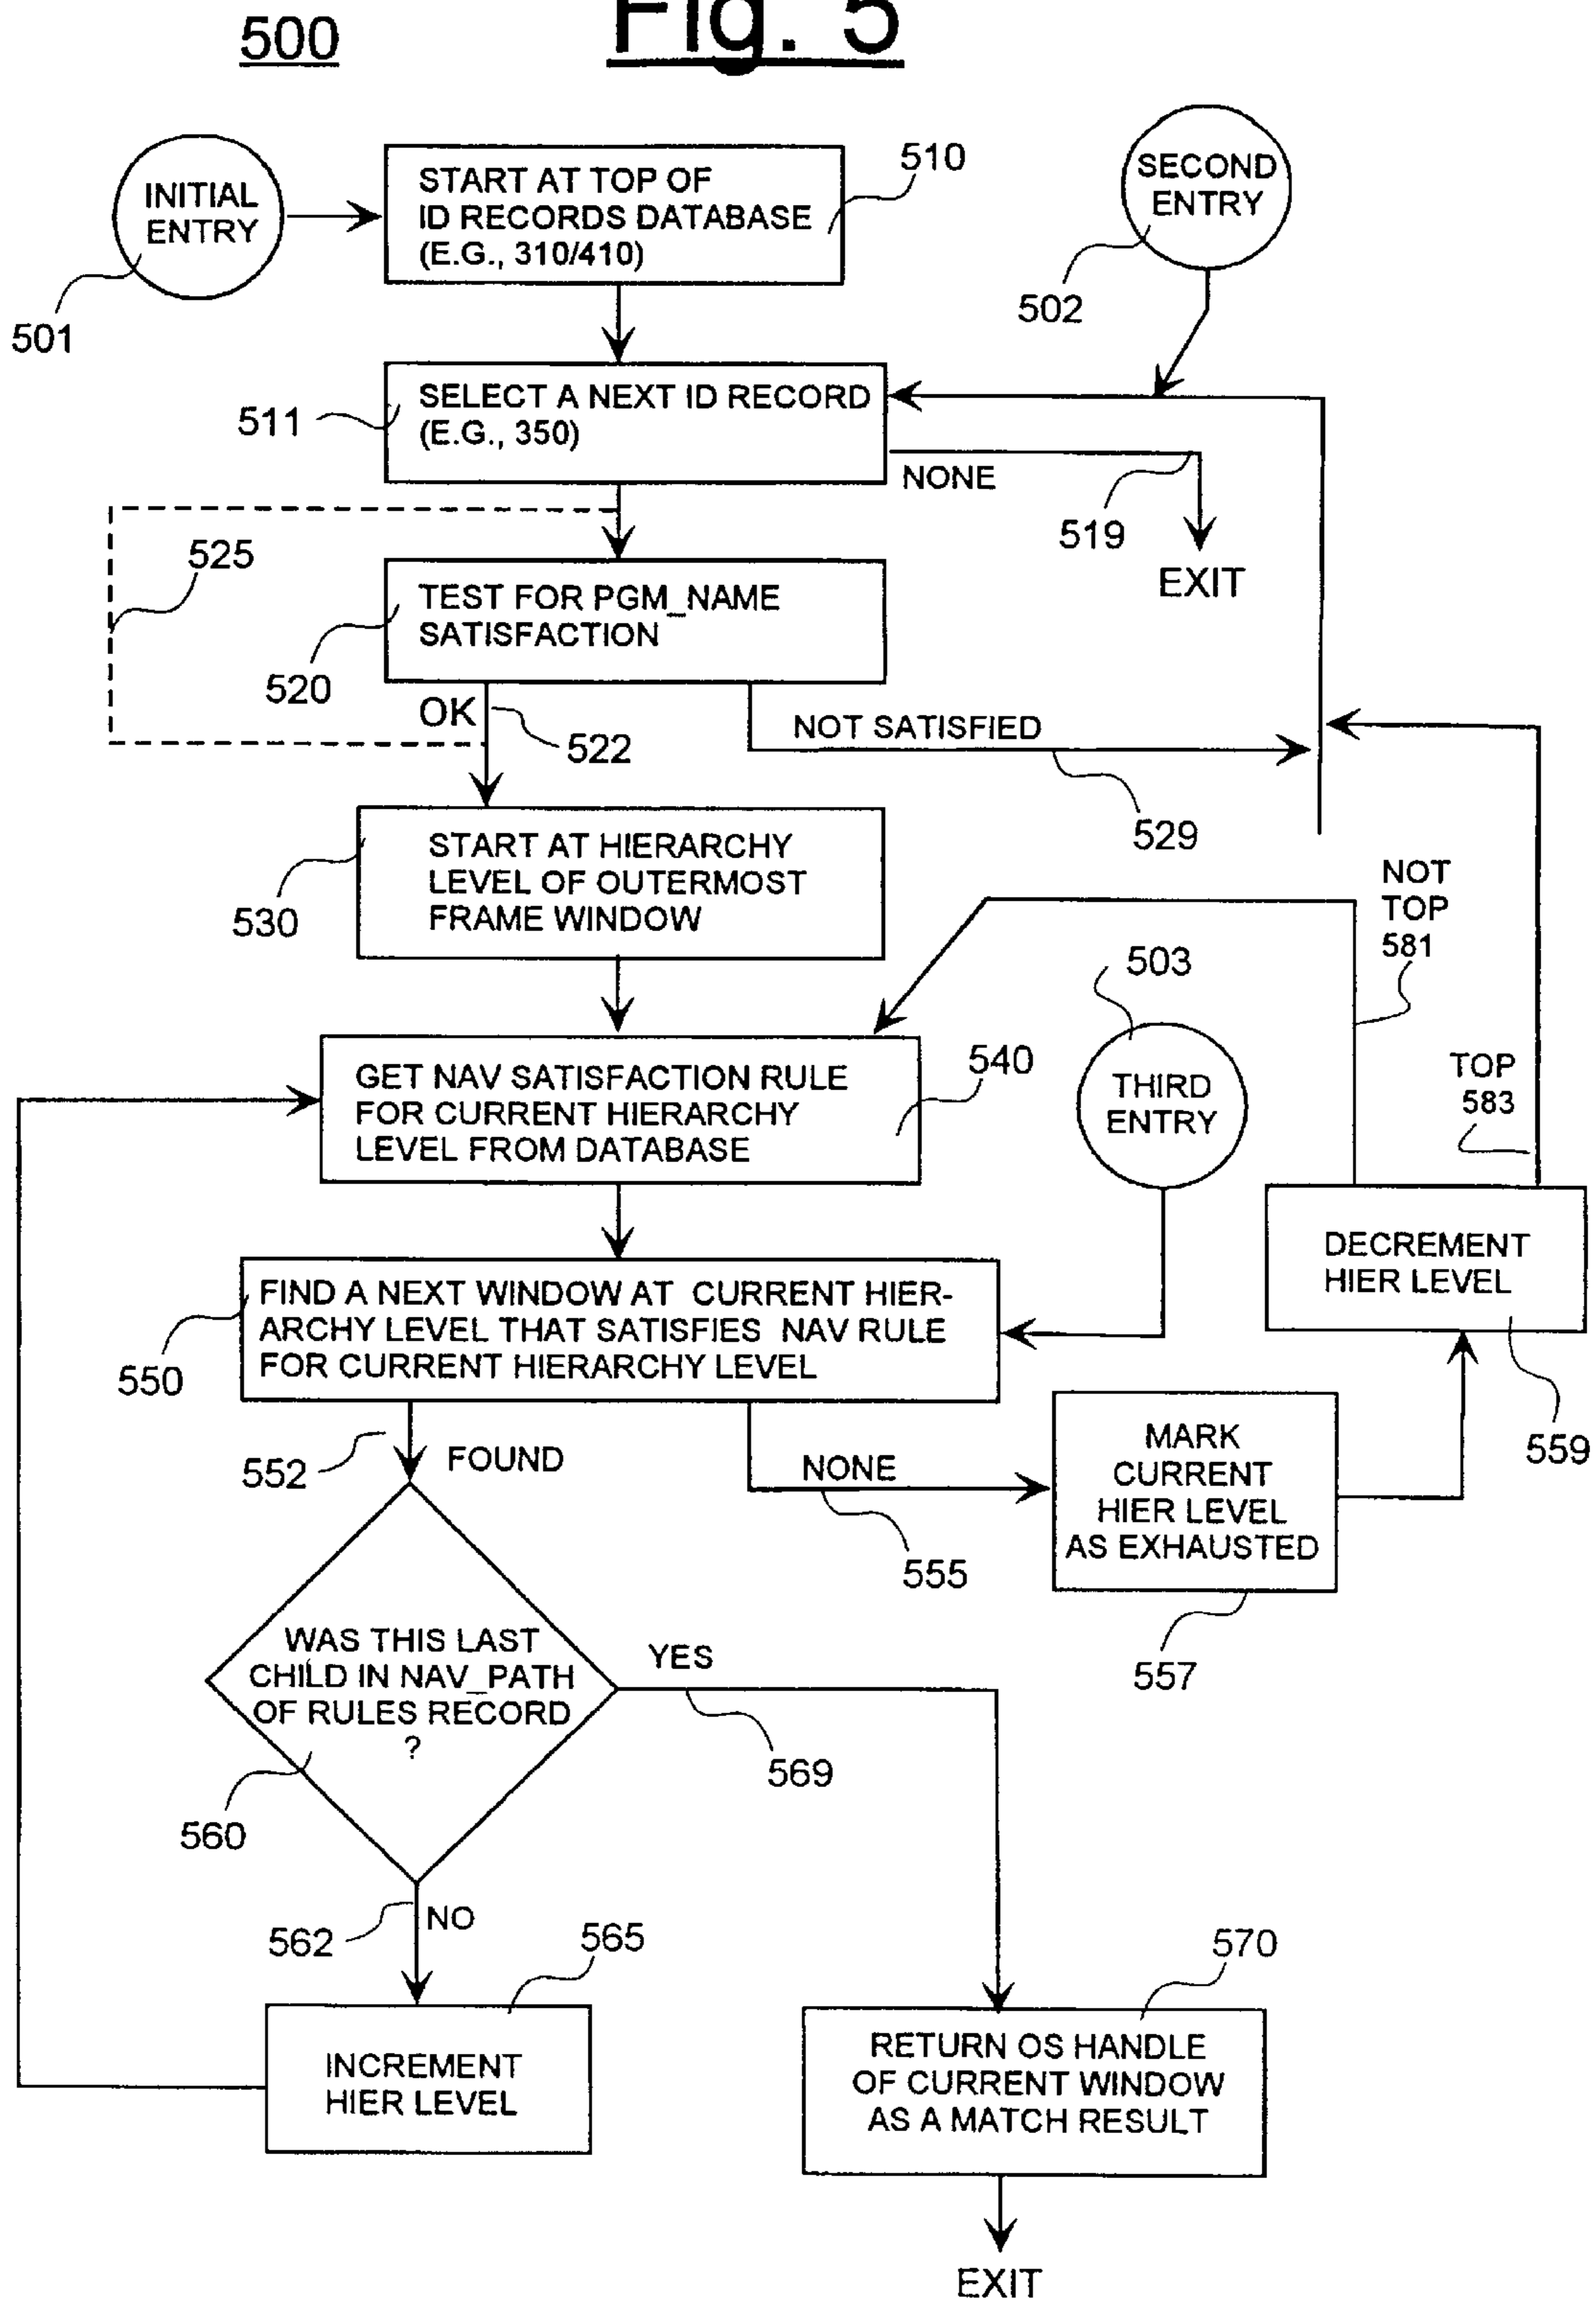 500
Fig. 5
INITIAL
ENTRY
501
START AT TOP OF
ID RECORDS DATABASE
(E.G., 310/410)
510
SECOND
ENTRY
502
SELECT A NEXT ID RECORD
(E.G., 350)
511
NONE
519
EXIT
525
TEST FOR PGM_NAME
SATISFACTION
520
OK
522
NOT SATISFIED
529
START AT HIERARCHY
LEVEL OF OUTERMOST
FRAME WINDOW
530
NOT
TOP
581
503
THIRD
ENTRY
TOP
583
GET NAV SATISFACTION RULE
FOR CURRENT HIERARCHY
LEVEL FROM DATABASE
540
DECREMENT
HIER LEVEL
559
FIND A NEXT WINDOW AT CURRENT HIER-
ARCHY LEVEL THAT SATISFIES NAV RULE
FOR CURRENT HIERARCHY LEVEL
550
552
FOUND
NONE
555
MARK
CURRENT
HIER LEVEL
AS EXHAUSTED
557
WAS THIS LAST
CHILD IN NAV_PATH
OF RULES RECORD
?
560
YES
569
562
NO
565
INCREMENT
HIER LEVEL
570
RETURN OS HANDLE
OF CURRENT WINDOW
AS A MATCH RESULT
EXIT